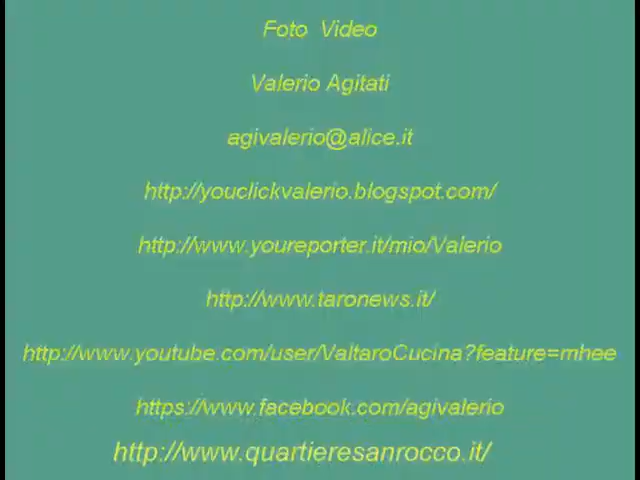 Foto Video
Valerio Agitati
agivalerio@alice.it
http://youclickvalerio.blogspot.com/
http://www.youreporter.it/mio/Valerio
http://www.taronews.it/
http://www.youtube.com/user/ValtaroCucina?feature=mhee
https://www.facebook.com/agivalerio
http://www.quartieresanrocco.it/